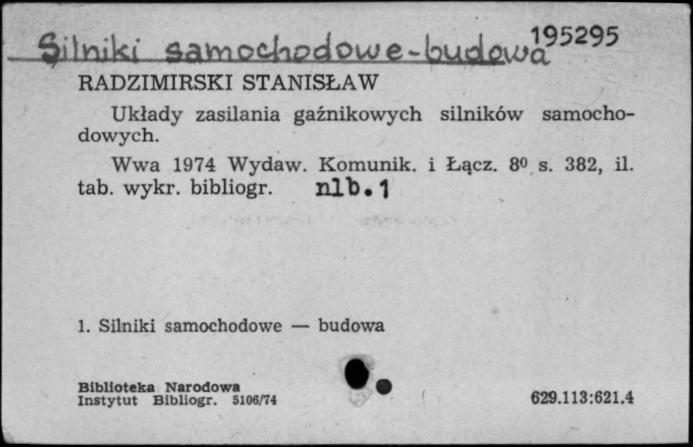 195295
Silniki samochodowe-budowa
RADZIMIRSKI STANISŁAW
Układy zasilania gaźnikowych silników samocho-
dowych.
Wwa 1974 Wydaw. Komunik. i Łącz. 8⁰ s. 382, il.
tab. wykr. bibliogr. nlb. 1
1. Silniki samochodowe — budowa
Biblioteka Narodowa
Instytut Bibliogr. 5106/74
629.113:621.4